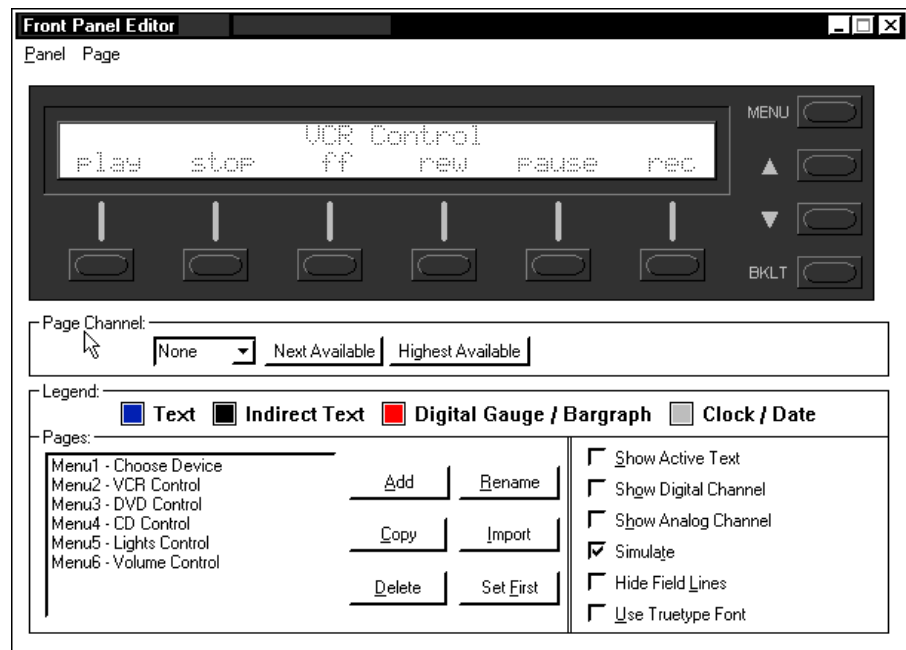 Front Panel Editor
Panel Page
MENU
VCR Control
play stop ff rew pause rec
BKLT
Page Channel:
None Next Available Highest Available
Legend:
Text Indirect Text Digital Gauge / Bargraph Clock / Date
Pages:
Menu1 - Choose Device
Menu2 - VCR Control
Menu3 - DVD Control
Menu4 - CD Control
Menu5 - Lights Control
Menu6 - Volume Control
Add Rename
Copy Import
Delete Set First
Show Active Text
Show Digital Channel
Show Analog Channel
Simulate
Hide Field Lines
Use Truetype Font